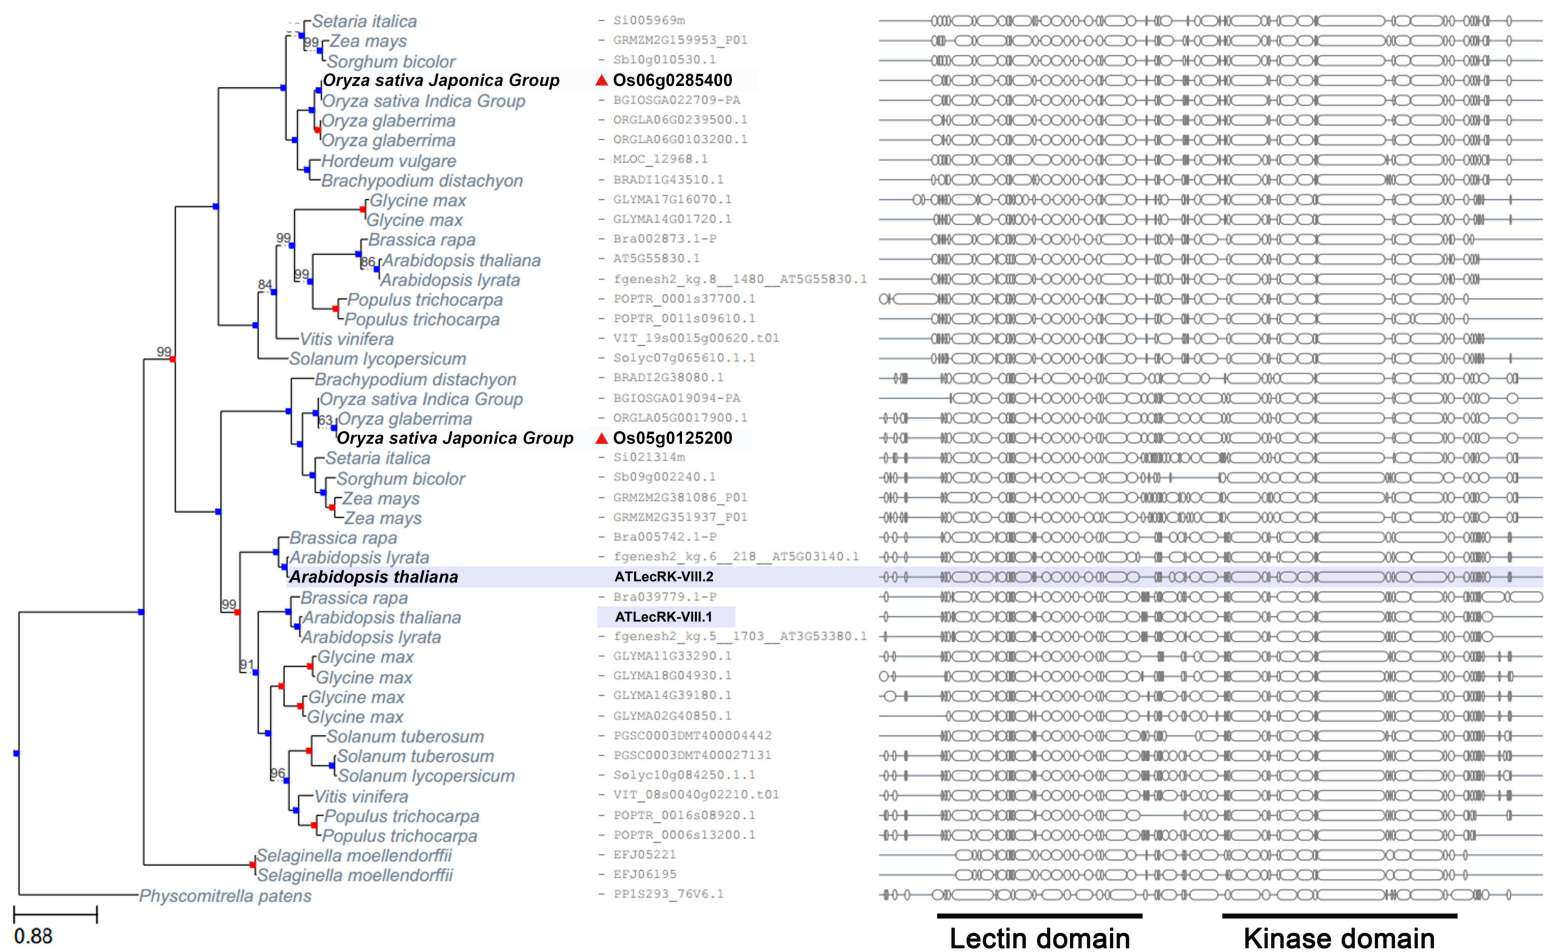 Setaria italica - Si005969m
99 Zea mays - GRMZM2G159953_P01
Sorghum bicolor - Sb10g010530.1
Oryza sativa Japonica Group Os06g0285400
Oryza sativa Indica Group - BGIOSGA022709-PA
Oryza glaberrima - ORGLA06G0239500.1
Oryza glaberrima - ORGLA06G0103200.1
Hordeum vulgare - MLOC_12968.1
Brachypodium distachyon - BRADI1G43510.1
Glycine max - GLYMA17G16070.1
Glycine max - GLYMA14G01720.1
99 Brassica rapa - Bra002873.1-P
86 Arabidopsis thaliana - AT5G55830.1
99 Arabidopsis lyrata - fgenesh2_kg.8__1480__AT5G55830.1
84 Populus trichocarpa - POPTR_0001s37700.1
Populus trichocarpa - POPTR_0011s09610.1
Vitis vinifera - VIT_19s0015g00620.t01
99 Solanum lycopersicum - Solyc07g065610.1.1
Brachypodium distachyon - BRADI2G38080.1
Oryza sativa Indica Group - BGIOSGA019094-PA
63 Oryza glaberrima - ORGLA05G0017900.1
Oryza sativa Japonica Group Os05g0125200
Setaria italica - Si021314m
Sorghum bicolor - Sb09g002240.1
Zea mays - GRMZM2G381086_P01
Zea mays - GRMZM2G351937_P01
Brassica rapa - Bra005742.1-P
Arabidopsis lyrata - fgenesh2_kg.6__218__AT5G03140.1
Arabidopsis thaliana ATLecRK-VIII.2
99 Brassica rapa - Bra039779.1-P
Arabidopsis thaliana ATLecRK-VIII.1
Arabidopsis lyrata - fgenesh2_kg.5__1703__AT3G53380.1
91 Glycine max - GLYMA11G33290.1
Glycine max - GLYMA18G04930.1
Glycine max - GLYMA14G39180.1
Glycine max - GLYMA02G40850.1
Solanum tuberosum - PGSC0003DMT400004442
Solanum tuberosum - PGSC0003DMT400027131
96 Solanum lycopersicum - Solyc10g084250.1.1
Vitis vinifera - VIT_08s0040g02210.t01
Populus trichocarpa - POPTR_0016s08920.1
Populus trichocarpa - POPTR_0006s13200.1
Selaginella moellendorffii - EFJ05221
Selaginella moellendorffii - EFJ06195
Physcomitrella patens - PP1S293_76V6.1
0.88 Lectin domain Kinase domain